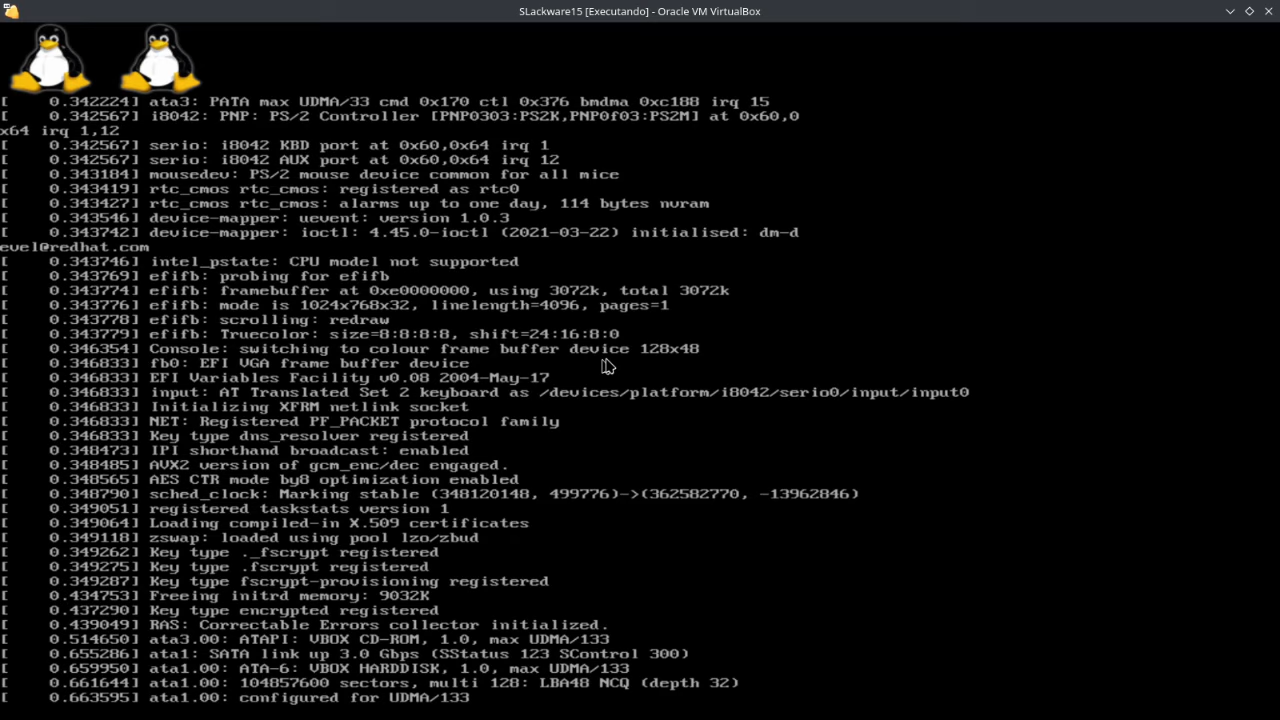 SLackware15 [Executando] - Oracle VM VirtualBox
[    0.342224] ata3: PATA max UDMA/33 cmd 0x170 ctl 0x376 bmdma 0xc188 irq 15
[    0.342567] i8042: PNP: PS/2 Controller [PNP0303:PS2K,PNP0f03:PS2M] at 0x60,0
x64 irq 1,12
[    0.342567] serio: i8042 KBD port at 0x60,0x64 irq 1
[    0.342567] serio: i8042 AUX port at 0x60,0x64 irq 12
[    0.343184] mousedev: PS/2 mouse device common for all mice
[    0.343419] rtc_cmos rtc_cmos: registered as rtc0
[    0.343427] rtc_cmos rtc_cmos: alarms up to one day, 114 bytes nvram
[    0.343546] device-mapper: uevent: version 1.0.3
[    0.343742] device-mapper: ioctl: 4.45.0-ioctl (2021-03-22) initialised: dm-d
evel@redhat.com
[    0.343746] intel_pstate: CPU model not supported
[    0.343769] efifb: probing for efifb
[    0.343774] efifb: framebuffer at 0xe0000000, using 3072k, total 3072k
[    0.343776] efifb: mode is 1024x768x32, linelength=4096, pages=1
[    0.343778] efifb: scrolling: redraw
[    0.343779] efifb: Truecolor: size=8:8:8:8, shift=24:16:8:0
[    0.346354] Console: switching to colour frame buffer device 128x48
[    0.346833] fb0: EFI VGA frame buffer device
[    0.346833] EFI Variables Facility v0.08 2004-May-17
[    0.346833] input: AT Translated Set 2 keyboard as /devices/platform/i8042/serio0/input/input0
[    0.346833] Initializing XFRM netlink socket
[    0.346833] NET: Registered PF_PACKET protocol family
[    0.346833] Key type dns_resolver registered
[    0.348473] IPI shorthand broadcast: enabled
[    0.348485] AVX2 version of gcm_enc/dec engaged.
[    0.348565] AES CTR mode by8 optimization enabled
[    0.348790] sched_clock: Marking stable (348120148, 499776)->(362582770, -13962846)
[    0.349051] registered taskstats version 1
[    0.349064] Loading compiled-in X.509 certificates
[    0.349118] zswap: loaded using pool lzo/zbud
[    0.349262] Key type ._fscrypt registered
[    0.349275] Key type .fscrypt registered
[    0.349287] Key type fscrypt-provisioning registered
[    0.434753] Freeing initrd memory: 9032K
[    0.437290] Key type encrypted registered
[    0.439049] RAS: Correctable Errors collector initialized.
[    0.514650] ata3.00: ATAPI: VBOX CD-ROM, 1.0, max UDMA/133
[    0.655286] ata1: SATA link up 3.0 Gbps (SStatus 123 SControl 300)
[    0.659950] ata1.00: ATA-6: VBOX HARDDISK, 1.0, max UDMA/133
[    0.661644] ata1.00: 104857600 sectors, multi 128: LBA48 NCQ (depth 32)
[    0.663595] ata1.00: configured for UDMA/133